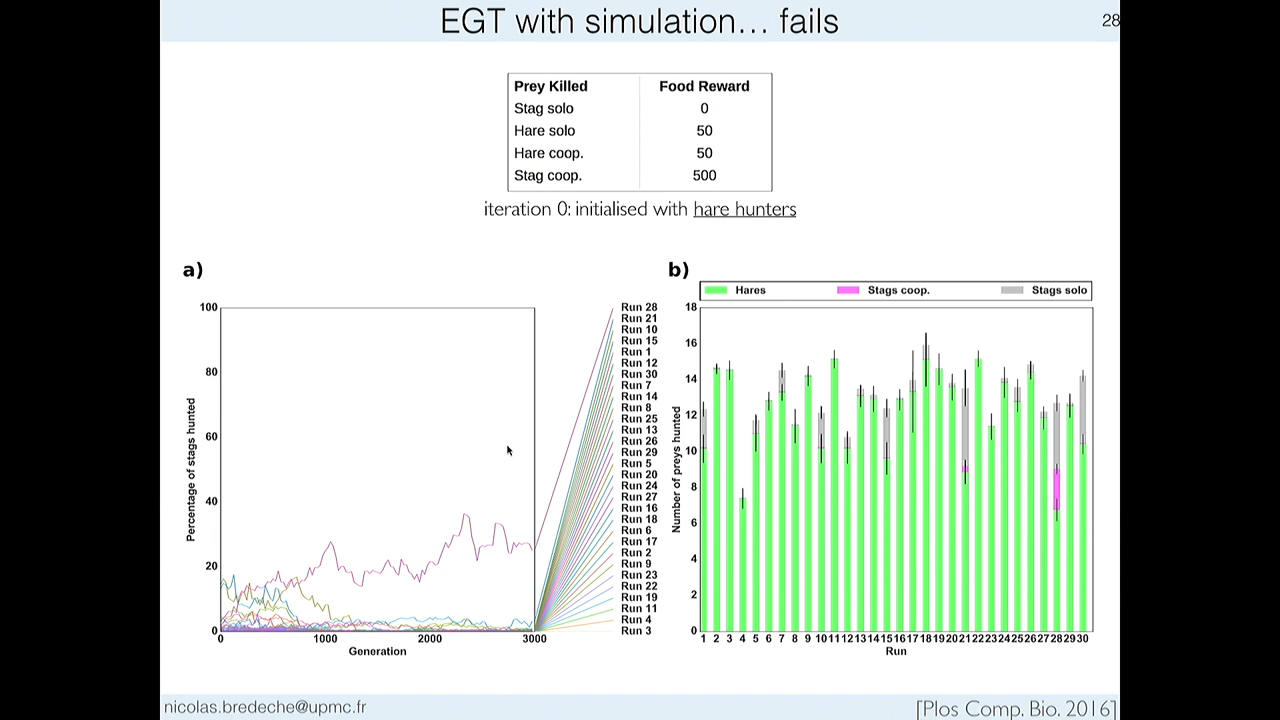 EGT with simulation... fails
28
Prey Killed Food Reward
Stag solo 0
Hare solo 50
Hare coop. 50
Stag coop. 500
iteration 0: initialised with hare hunters
a)
100
80
60
40
20
0
Percentage of stags hunted
0 1000 2000 3000
Generation
Run 28
Run 21
Run 10
Run 15
Run 1
Run 12
Run 30
Run 7
Run 14
Run 8
Run 25
Run 13
Run 26
Run 29
Run 5
Run 20
Run 24
Run 27
Run 16
Run 18
Run 6
Run 17
Run 2
Run 9
Run 23
Run 22
Run 19
Run 11
Run 4
Run 3
b)
Hares Stags coop. Stags solo
18
16
14
12
10
8
6
4
2
0
Number of preys hunted
1 2 3 4 5 6 7 8 9 10 11 12 13 14 15 16 17 18 19 20 21 22 23 24 25 26 27 28 29 30
Run
nicolas.bredeche@upmc.fr
[Plos Comp. Bio. 2016]